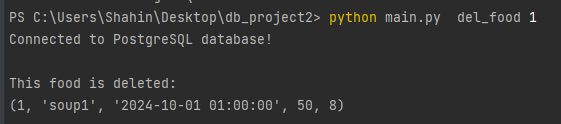 PS C:\Users\Shahin\Desktop\db_project2> python main.py  del_food 1
Connected to PostgreSQL database!
This food is deleted:
(1, 'soup1', '2024-10-01 01:00:00', 50, 8)